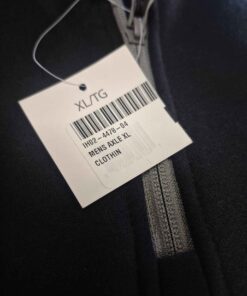 XL/TG
IH02-4478-04
MENS AXLE XL
CLOTHIN